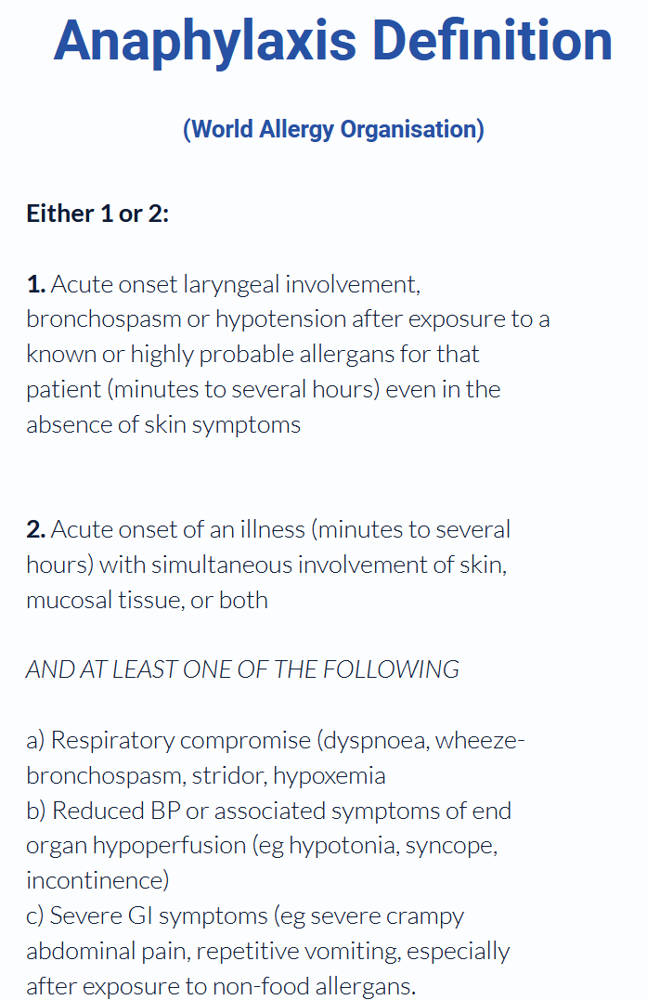 Anaphylaxis Definition
(World Allergy Organisation)
Either 1 or 2:
1. Acute onset laryngeal involvement,
bronchospasm or hypotension after exposure to a
known or highly probable allergans for that
patient (minutes to several hours) even in the
absence of skin symptoms
2. Acute onset of an illness (minutes to several
hours) with simultaneous involvement of skin,
mucosal tissue, or both
AND AT LEAST ONE OF THE FOLLOWING
a) Respiratory compromise (dyspnoea, wheeze-
bronchospasm, stridor, hypoxemia
b) Reduced BP or associated symptoms of end
organ hypoperfusion (eg hypotonia, syncope,
incontinence)
c) Severe GI symptoms (eg severe crampy
abdominal pain, repetitive vomiting, especially
after exposure to non-food allergans.